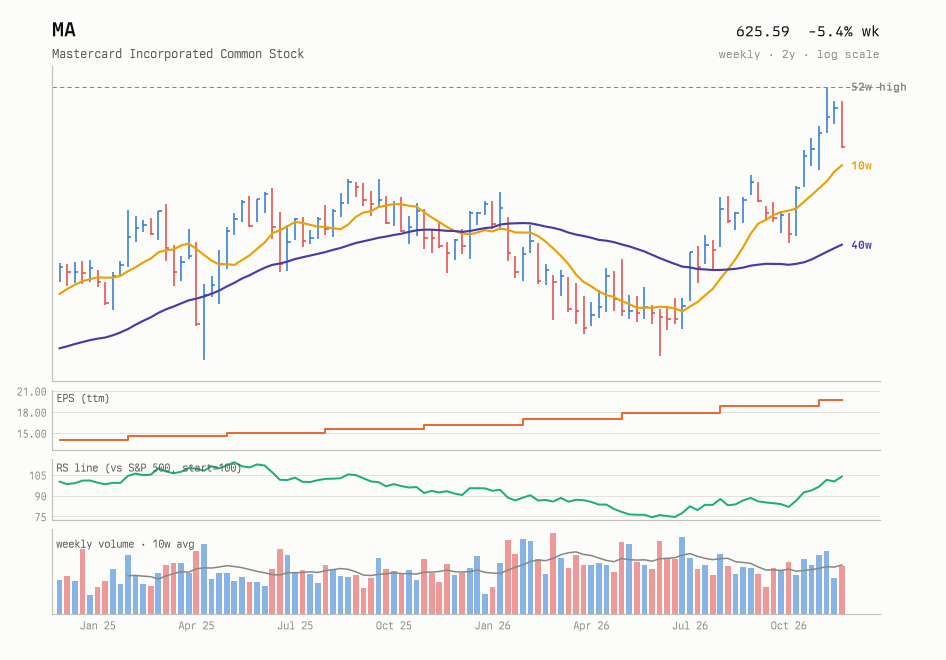 MA
625.59 -5.4% wk
Mastercard Incorporated Common Stock
weekly · 2y · log scale
52w high
10w
40w
21.00
18.00
15.00
EPS (ttm)
RS line (vs S&P 500, start=100)
105
90
75
weekly volume · 10w avg
Jan 25 Apr 25 Jul 25 Oct 25 Jan 26 Apr 26 Jul 26 Oct 26